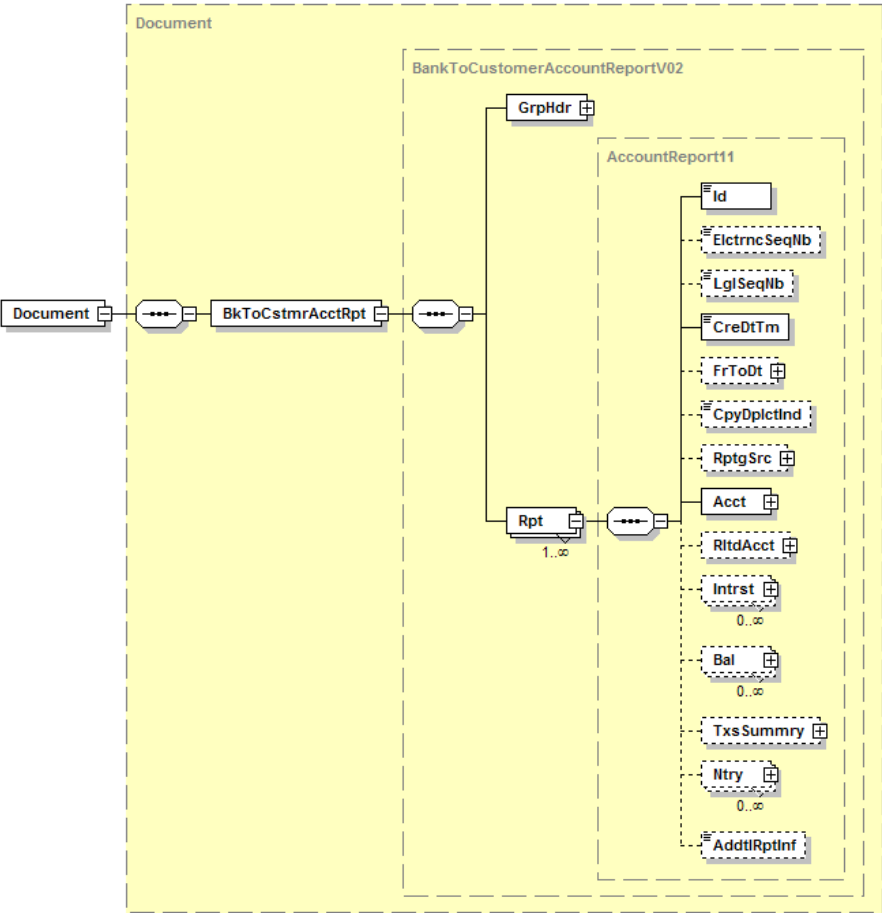 Document
BankToCustomerAccountReportV02
GrpHdr
AccountReport11
Id
ElctrncSeqNb
LglSeqNb
Document
BkToCstmrAcctRpt
CreDtTm
FrToDt
CpyDplctInd
RptgSrc
Acct
Rpt
1..∞
RltdAcct
Intrst
0..∞
Bal
0..∞
TxsSummry
Ntry
0..∞
AddtlRptInf